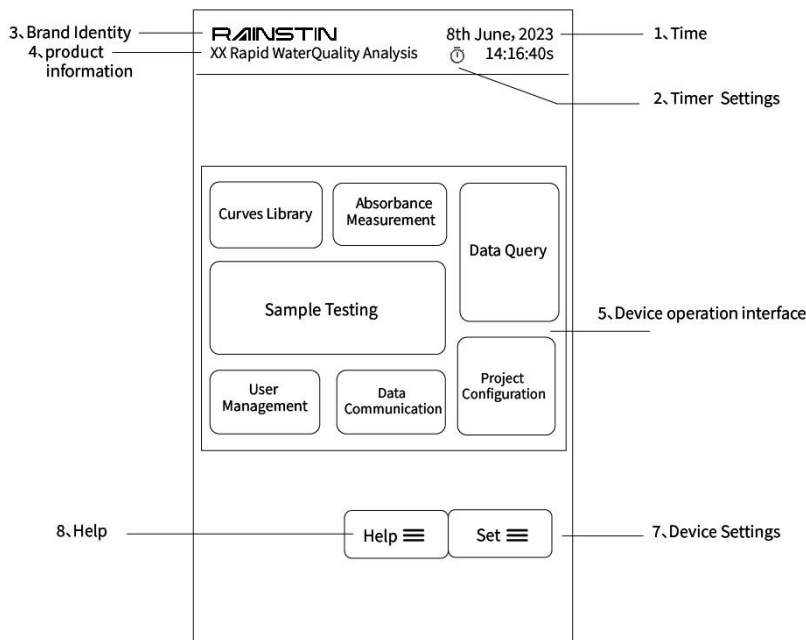 3、Brand Identity
RAINSTIN
8th June, 2023
1、Time
4、product
information
XX Rapid WaterQuality Analysis
14:16:40s
2、Timer Settings
Curves Library
Absorbance
Measurement
Data Query
Sample Testing
5、Device operation interface
User
Management
Data
Communication
Project
Configuration
8、Help
Help
Set
7、Device Settings